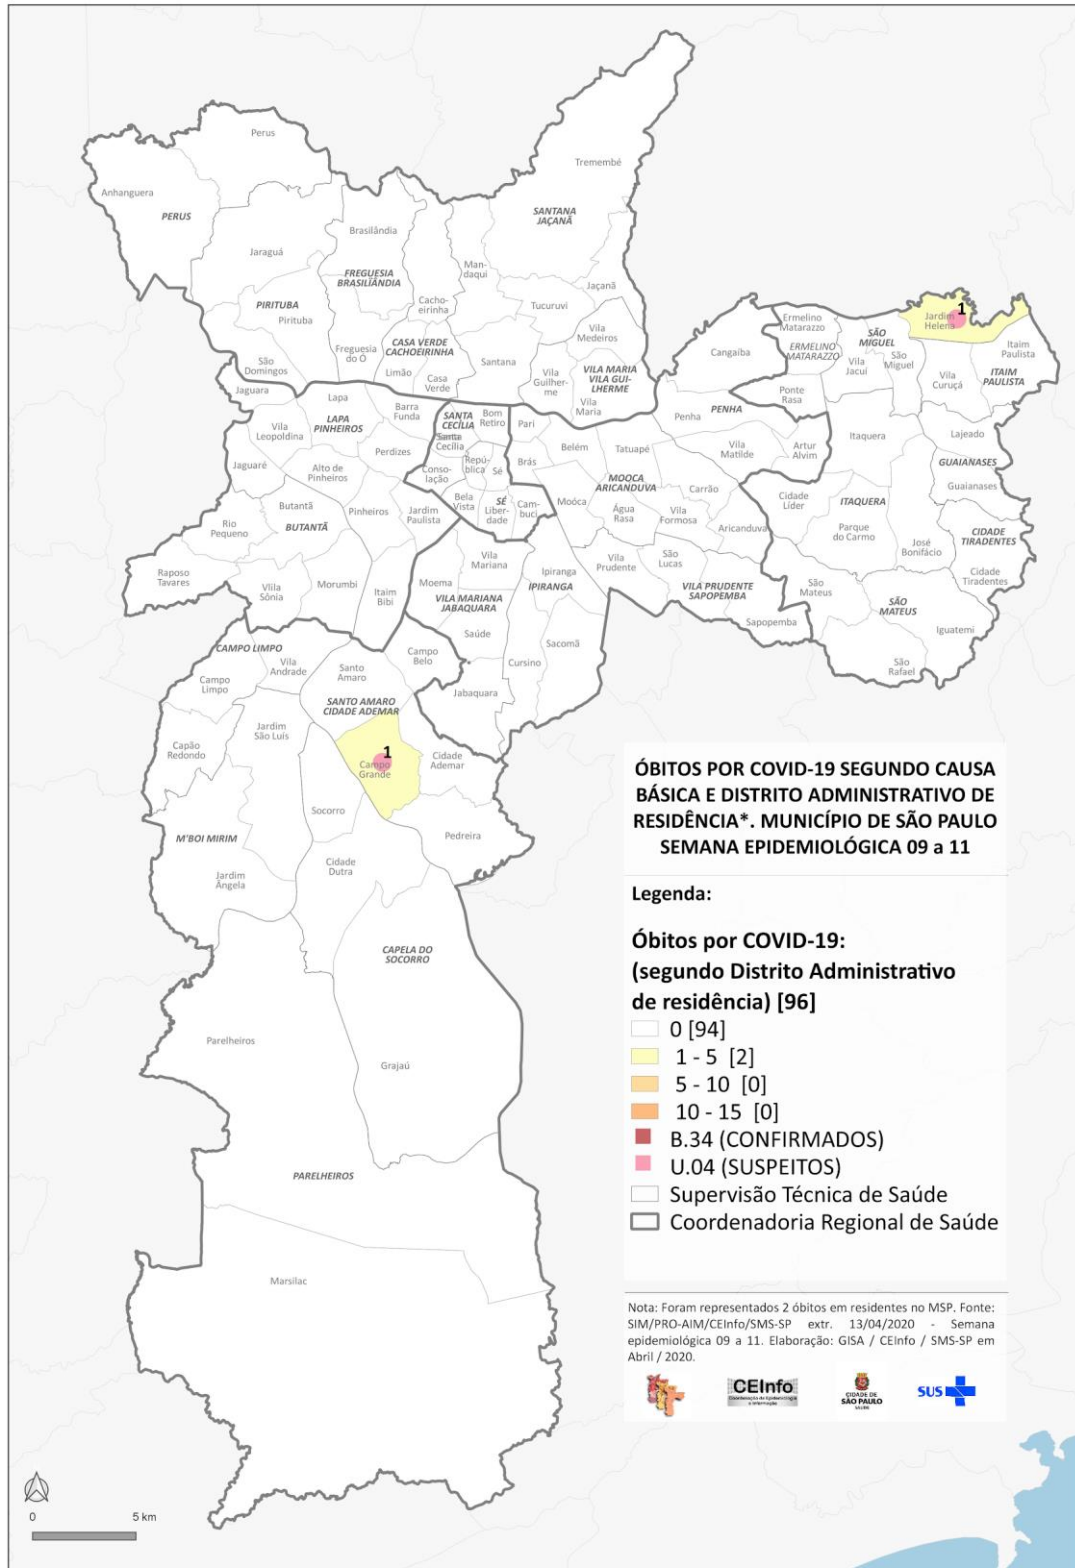 Perus
Tremembé
Anhanguera
PERUS
SANTANA
JAÇANÃ
Brasilândia
Jaraguá
Man-
daqui
FREGUESIA
BRASILIÂNDIA
Jaçanã
PIRITUBA
Pirituba
Cacho-
eirinha
Tucuruvi
Vila
Medeiros
CASA VERDE
CACHOEIRINHA
Freguesia
do Ó
São
Domingos
Limão
Casa
Verde
Santana
Vila
Guilher-
me
VILA MARIA
VILA GUI-
LHERME
Vila
Maria
Cangaíba
Ermelino
Matarazzo
ERMELINO
MATARAZZO
SÃO
MIGUEL
Vila
Jacuí
São
Miguel
1
Jardim
Helena
Itaim
Paulista
ITAIM
PAULISTA
Vila
Curuçá
Ponte
Rasa
Jaguara
Lapa
LAPA
PINHEIROS
Barra
Funda
SANTA
CECÍLIA
Santa
Cecília
Bom
Retiro
Pari
Penha
PENHA
Vila
Leopoldina
Perdizes
Belém
Tatuapé
Vila
Matilde
Artur
Alvim
Itaquera
Lajeado
Jaguaré
Alto de
Pinheiros
Conso-
lação
Repú-
blica
Sé
Brás
MOOCA
ARICANDUVA
GUAIANASES
Guaianases
Butantã
BUTANTÃ
Pinheiros
Jardim
Paulista
Bela
Vista
SÉ
Liber-
dade
Cam-
buci
Moóca
Água
Rasa
Carrão
Vila
Formosa
Aricanduva
Cidade
Líder
ITAQUERA
Parque
do Carmo
José
Bonifácio
CIDADE
TIRADENTES
Cidade
Tiradentes
Rio
Pequeno
Raposo
Tavares
Vlila
Sônia
Morumbi
Itaim
Bibi
Moema
Vila
Mariana
VILA MARIANA
JABAQUARA
Ipiranga
IPIRANGA
Vila
Prudente
São
Lucas
VILA PRUDENTE
SAPOPEMBA
Sapopemba
São
Mateus
SÃO
MATEUS
Iguatemi
São
Rafael
Saúde
Sacomã
Cursino
Jabaquara
CAMPO LIMPO
Campo
Limpo
Vila
Andrade
Santo
Amaro
Campo
Belo
SANTO AMARO
CIDADE ADEMAR
Capão
Redondo
Jardim
São Luís
1
Campo
Grande
Cidade
Ademar
Socorro
Pedreira
M'BOI MIRIM
Jardim
Ângela
Cidade
Dutra
CAPELA DO
SOCORRO
Parelheiros
Grajaú
PARELHEIROS
Marsilac
ÓBITOS POR COVID-19 SEGUNDO CAUSA
BÁSICA E DISTRITO ADMINISTRATIVO DE
RESIDÊNCIA*. MUNICÍPIO DE SÃO PAULO
SEMANA EPIDEMIOLÓGICA 09 a 11
Legenda:
Óbitos por COVID-19:
(segundo Distrito Administrativo
de residência) [96]
0 [94]
1 - 5 [2]
5 - 10 [0]
10 - 15 [0]
B.34 (CONFIRMADOS)
U.04 (SUSPEITOS)
Supervisão Técnica de Saúde
Coordenadoria Regional de Saúde
Nota: Foram representados 2 óbitos em residentes no MSP. Fonte:
SIM/PRO-AIM/CEInfo/SMS-SP extr. 13/04/2020 - Semana
epidemiológica 09 a 11. Elaboração: GISA / CEInfo / SMS-SP em
Abril / 2020.
CEInfo
Coordenação de Epidemiologia
e Informação
CIDADE DE
SÃO PAULO
SAÚDE
SUS
0 5 km